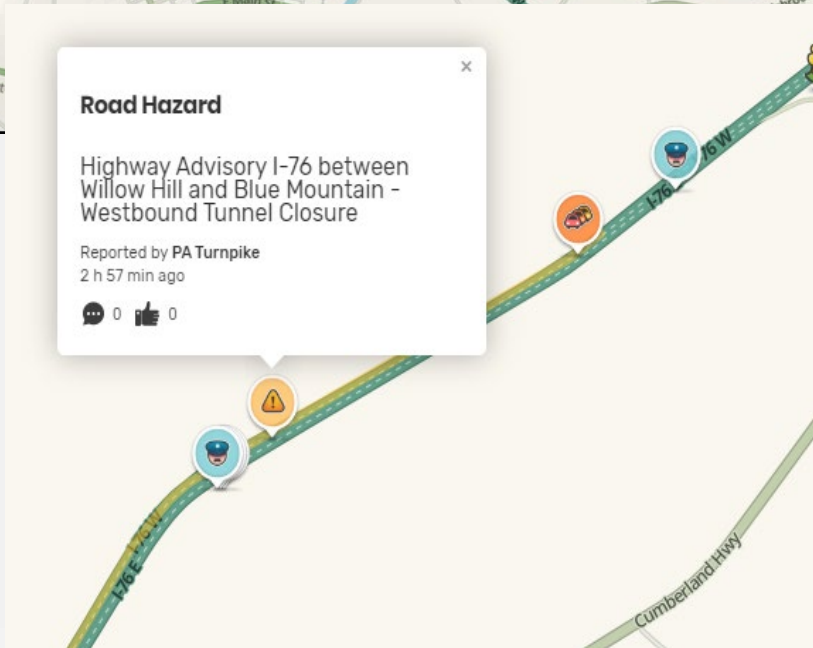 ×
Road Hazard
Highway Advisory I-76 between
Willow Hill and Blue Mountain -
Westbound Tunnel Closure
Reported by PA Turnpike
2 h 57 min ago
0 0
76 W
I-76
I-76 W
I-76 E
Cumberland Hwy